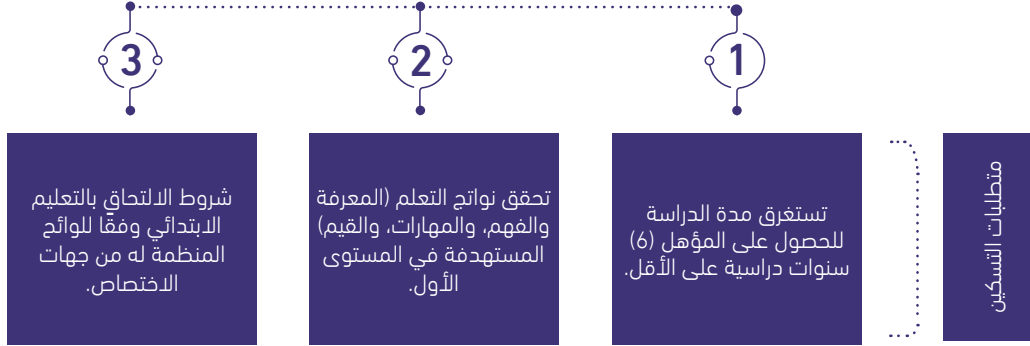 متطلبات التسكين
1
تستغرق مدة الدراسة
للحصول على المؤهل (6)
سنوات دراسية على الأقل.
2
تحقق نواتج التعلم (المعرفة
والفهم، والمهارات، والقيم)
المستهدفة في المستوى
الأول.
3
شروط الالتحاق بالتعليم
الابتدائي وفقًا للوائح
المنظمة له من جهات
الاختصاص.